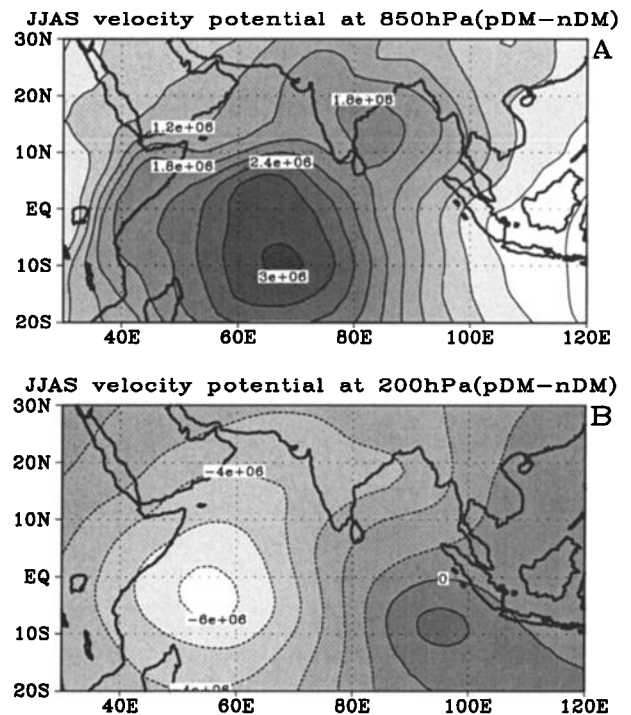 JJAS velocity potential at 850hPa(pDM-nDM)
A
30N
20N
10N
EQ
10S
20S
1.8e+06
1.2e+06
1.8e+06
2.4e+06
3e+06
40E 60E 80E 100E 120E
JJAS velocity potential at 200hPa(pDM-nDM)
B
30N
20N
10N
EQ
10S
20S
-4e+06
0
-6e+06
40E 60E 80E 100E 120E